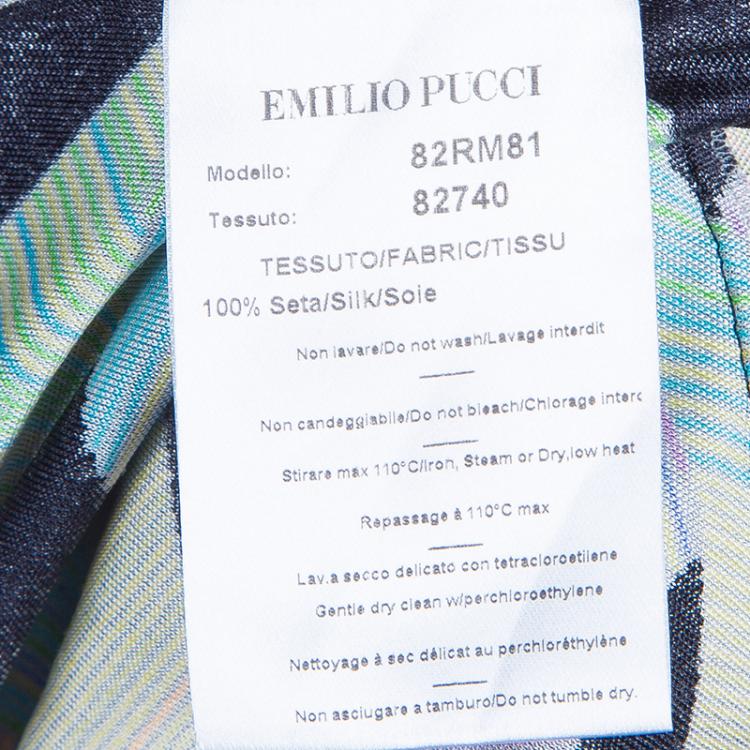 EMILIO PUCCI
Modello: 82RM81
Tessuto: 82740
TESSUTO/FABRIC/TISSU
100% Seta/Silk/Soie
Non lavare/Do not wash/Lavage interdit
Non candeggiabile/Do not bleach/Chlorage interc
Stirare max 110°C/Iron, Steam or Dry,low heat
Repassage à 110°C max
Lav.a secco delicato con tetracloroetilene
Gentle dry clean w/perchloroethylene
Nettoyage à sec délicat au perchloréthylène
Non asciugare a tamburo/Do not tumble dry.